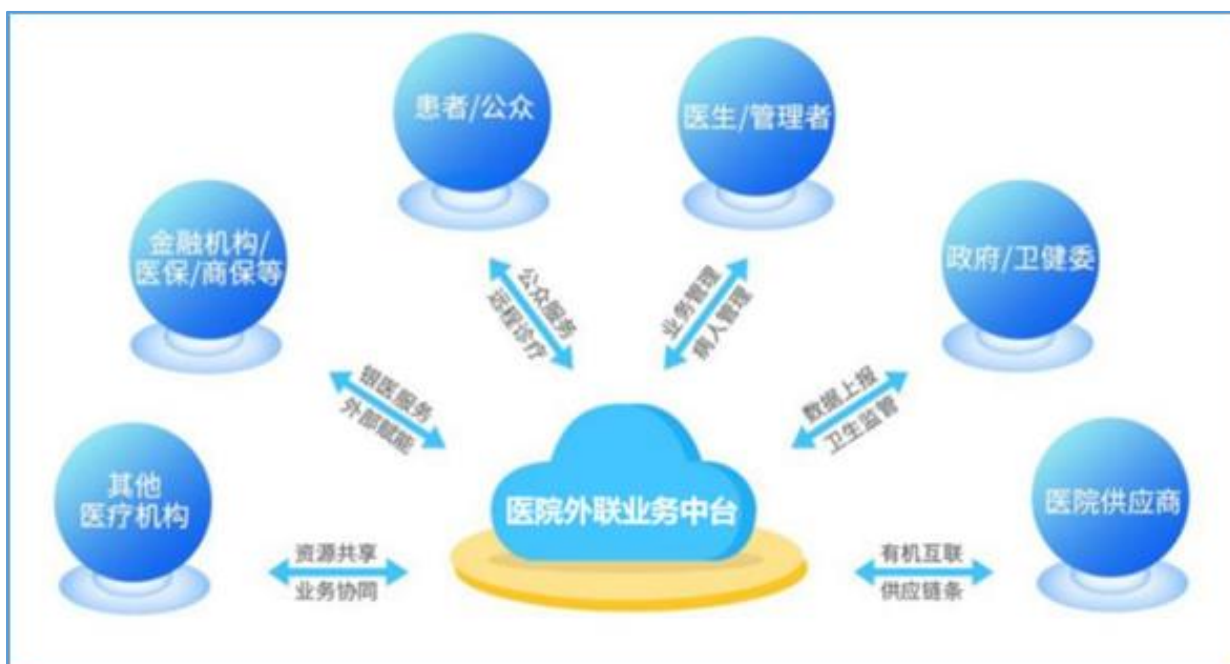 患者/公众
医生/管理者
金融机构/
医保/商保等
政府/卫健委
公众服务
远程诊疗
业务管理
病人管理
银医服务
外部赋能
数据上报
卫生监管
其他
医疗机构
医院外联业务中台
医院供应商
资源共享
业务协同
有机互联
供应链条